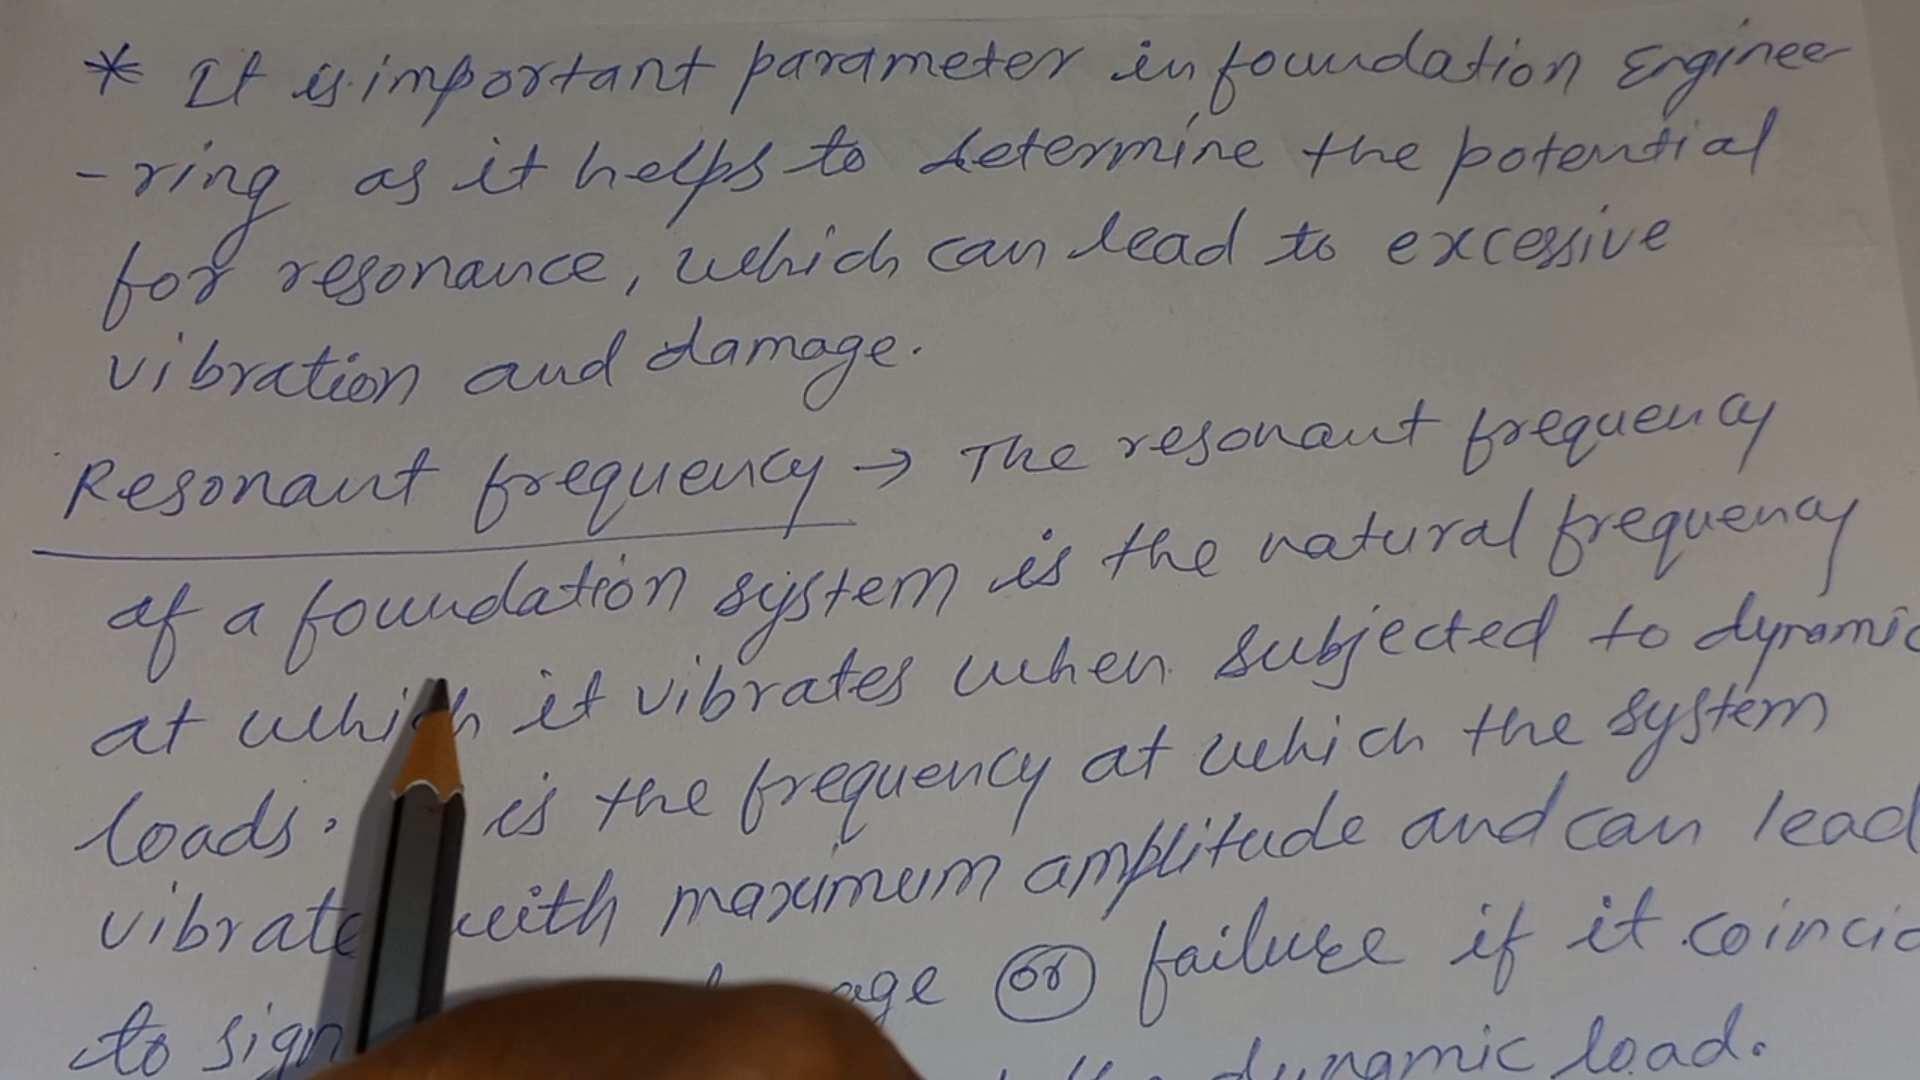 * It is important parameter in foundation Enginee
-ring as it helps to determine the potential
for resonance, which can lead to excessive
vibration and damage.
Resonant frequency → The resonant frequency
of a foundation system is the natural frequency
at which it vibrates when subjected to dynamic
loads. is the frequency at which the system
vibrate with maximum amplitude and can lead
to sign age or failure if it coincid
dynamic load.